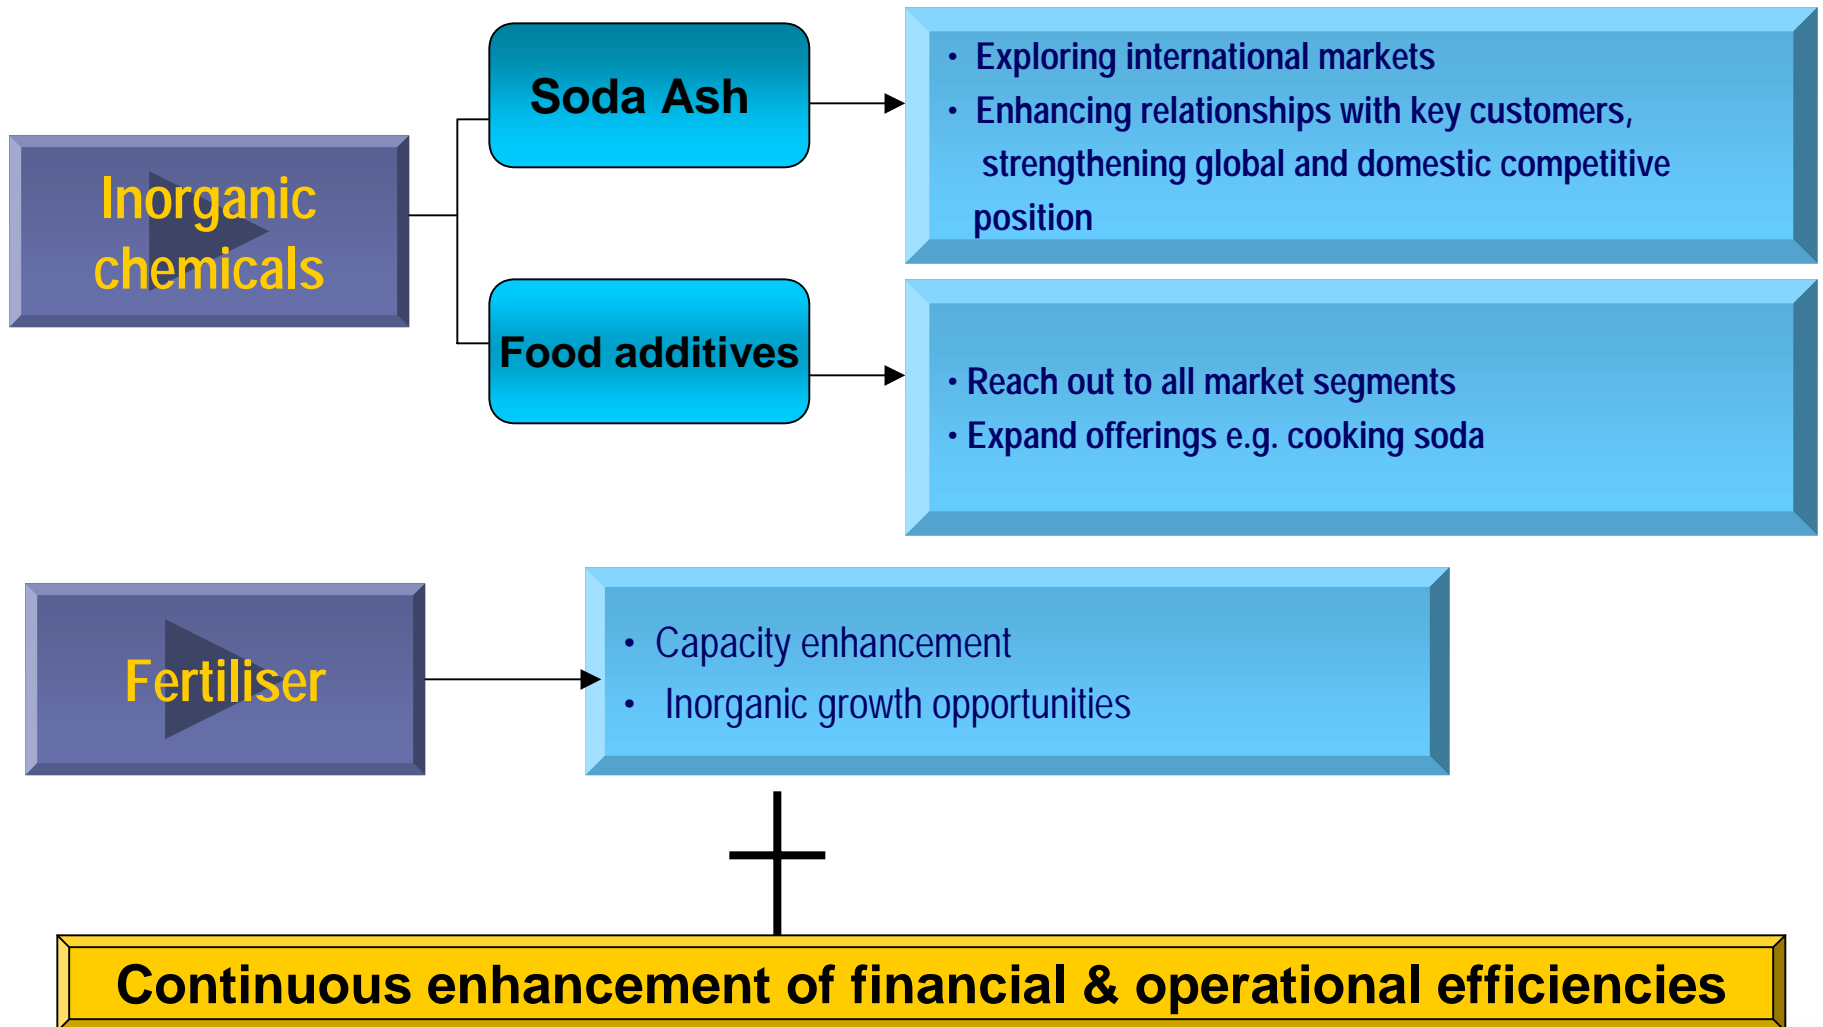 Inorganic
chemicals
Soda Ash
• Exploring international markets
• Enhancing relationships with key customers,
strengthening global and domestic competitive
position
Food additives
• Reach out to all market segments
• Expand offerings e.g. cooking soda
Fertiliser
• Capacity enhancement
• Inorganic growth opportunities
Continuous enhancement of financial & operational efficiencies